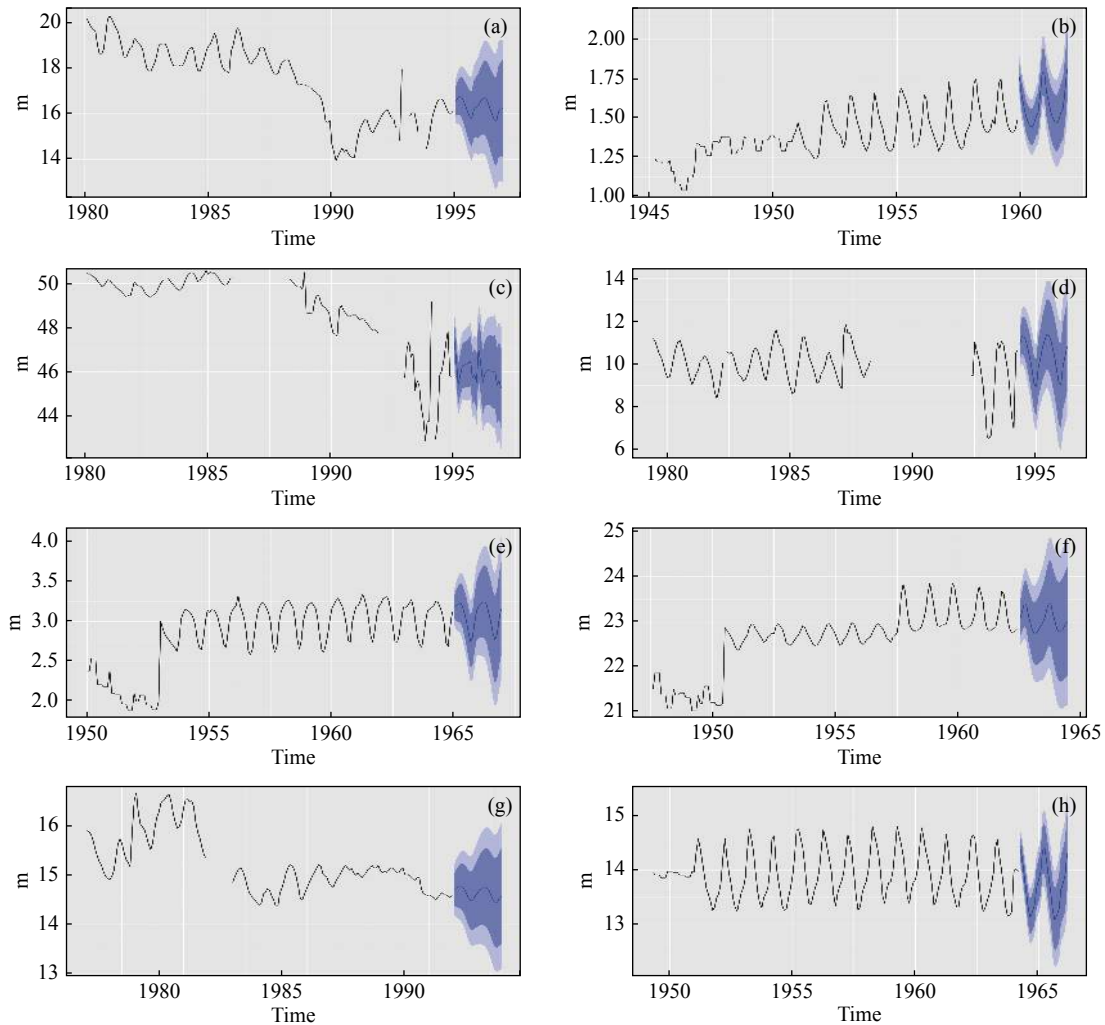 (a)
20
18
16
14
m
1980 1985 1990 1995
Time
(b)
2.00
1.75
1.50
1.25
1.00
m
1945 1950 1955 1960
Time
(c)
50
48
46
44
m
1980 1985 1990 1995
Time
(d)
14
12
10
8
6
m
1980 1985 1990 1995
Time
(e)
4.0
3.5
3.0
2.5
2.0
m
1950 1955 1960 1965
Time
(f)
25
24
23
22
21
m
1950 1955 1960 1965
Time
(g)
16
15
14
13
m
1980 1985 1990
Time
(h)
15
14
13
m
1950 1955 1960 1965
Time